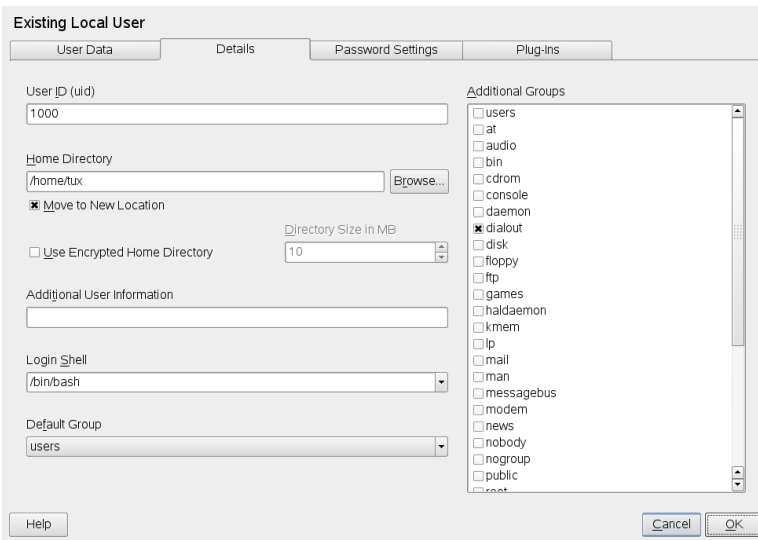 Existing Local User
User Data
Details
Password Settings
Plug-Ins
User ID (uid)
1000
Home Directory
/home/tux
Browse...
Move to New Location
Directory Size in MB
Use Encrypted Home Directory
10
Additional User Information
Login Shell
/bin/bash
Default Group
users
Additional Groups
users
at
audio
bin
cdrom
console
daemon
dialout
disk
floppy
ftp
games
haldaemon
kmem
lp
mail
man
messagebus
modem
news
nobody
nogroup
public
root
Help
Cancel
OK